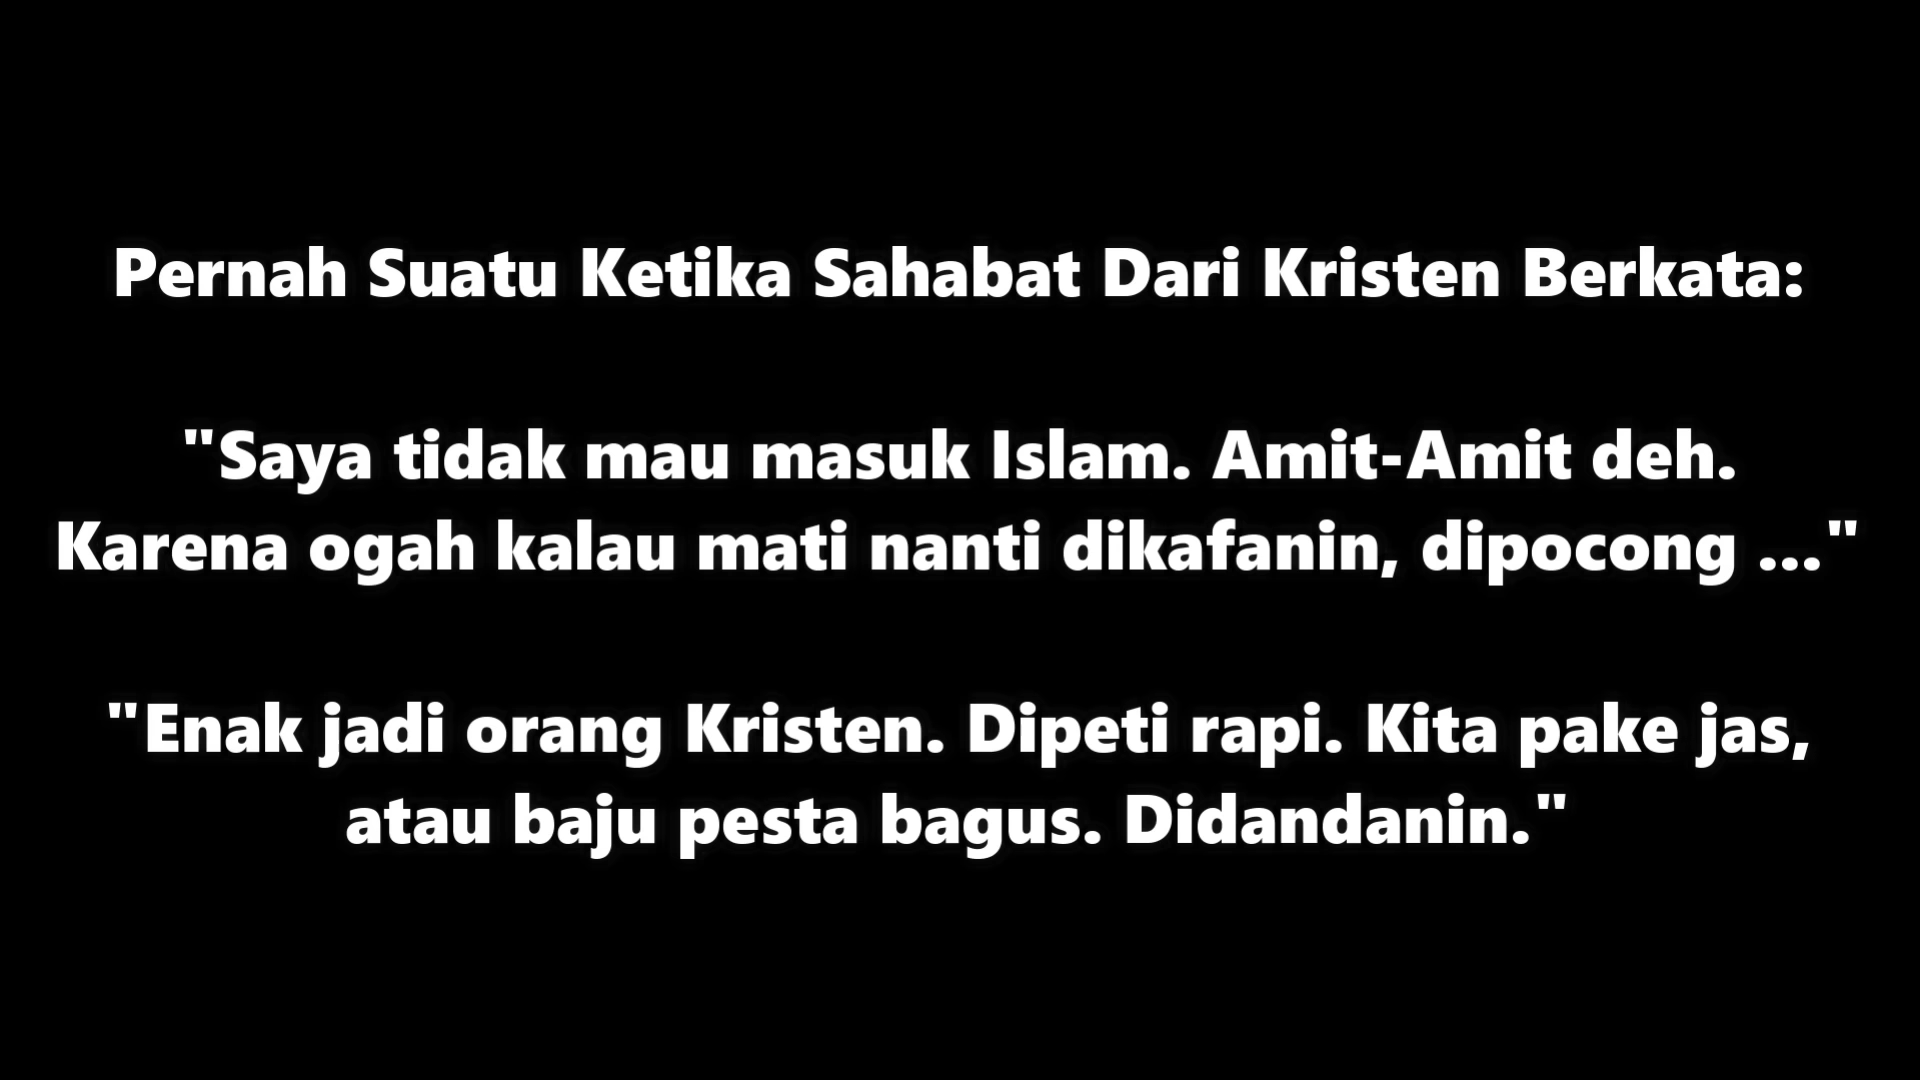 Pernah Suatu Ketika Sahabat Dari Kristen Berkata:
"Saya tidak mau masuk Islam. Amit-Amit deh.
Karena ogah kalau mati nanti dikafanin, dipocong ..."
"Enak jadi orang Kristen. Dipeti rapi. Kita pake jas,
atau baju pesta bagus. Didandanin."